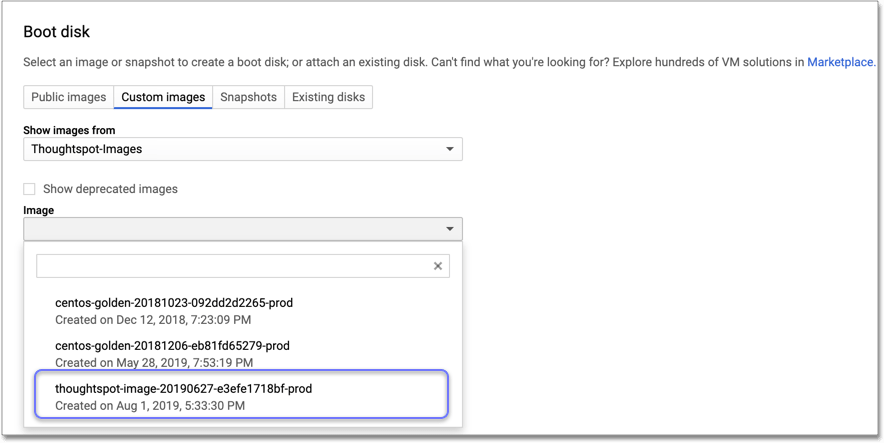 Boot disk
Select an image or snapshot to create a boot disk; or attach an existing disk. Can't find what you're looking for? Explore hundreds of VM solutions in Marketplace.
Public images Custom images Snapshots Existing disks
Show images from
Thoughtspot-Images
Show deprecated images
Image
centos-golden-20181023-092dd2d2265-prod
Created on Dec 12, 2018, 7:23:09 PM
centos-golden-20181206-eb81fd65279-prod
Created on May 28, 2019, 7:53:19 PM
thoughtspot-image-20190627-e3efe1718bf-prod
Created on Aug 1, 2019, 5:33:30 PM